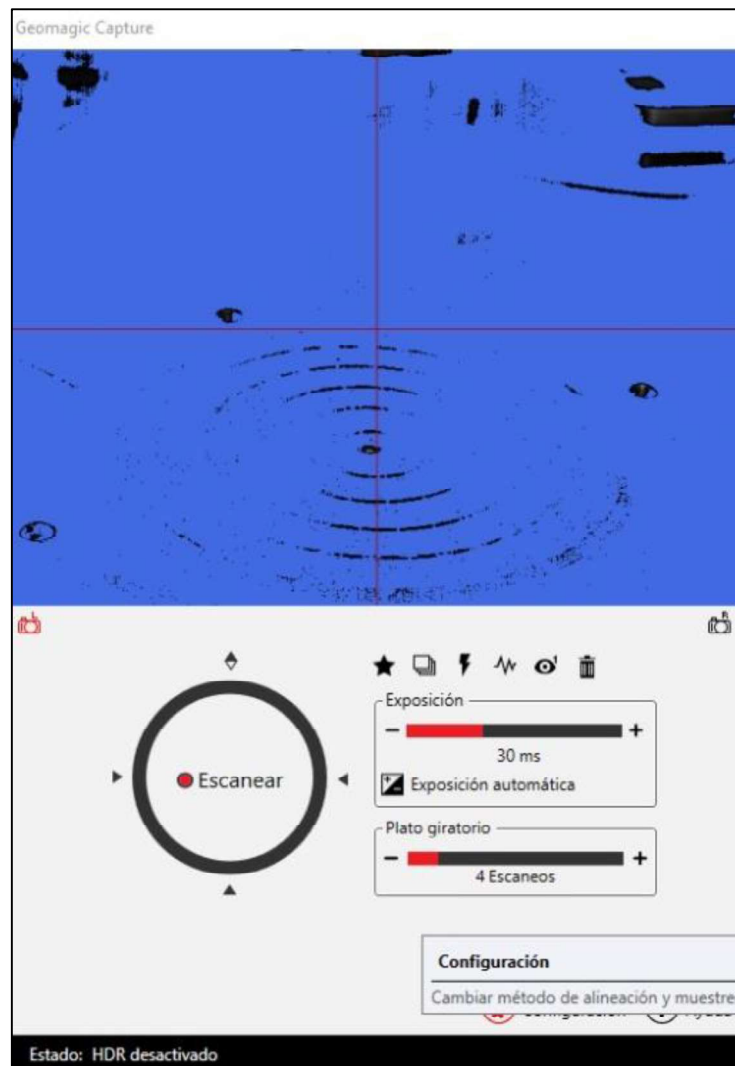 Geomagic Capture
Escanear
Exposición
30 ms
Exposición automática
Plato giratorio
4 Escaneos
Configuración
Cambiar método de alineación y muestre
Estado: HDR desactivado